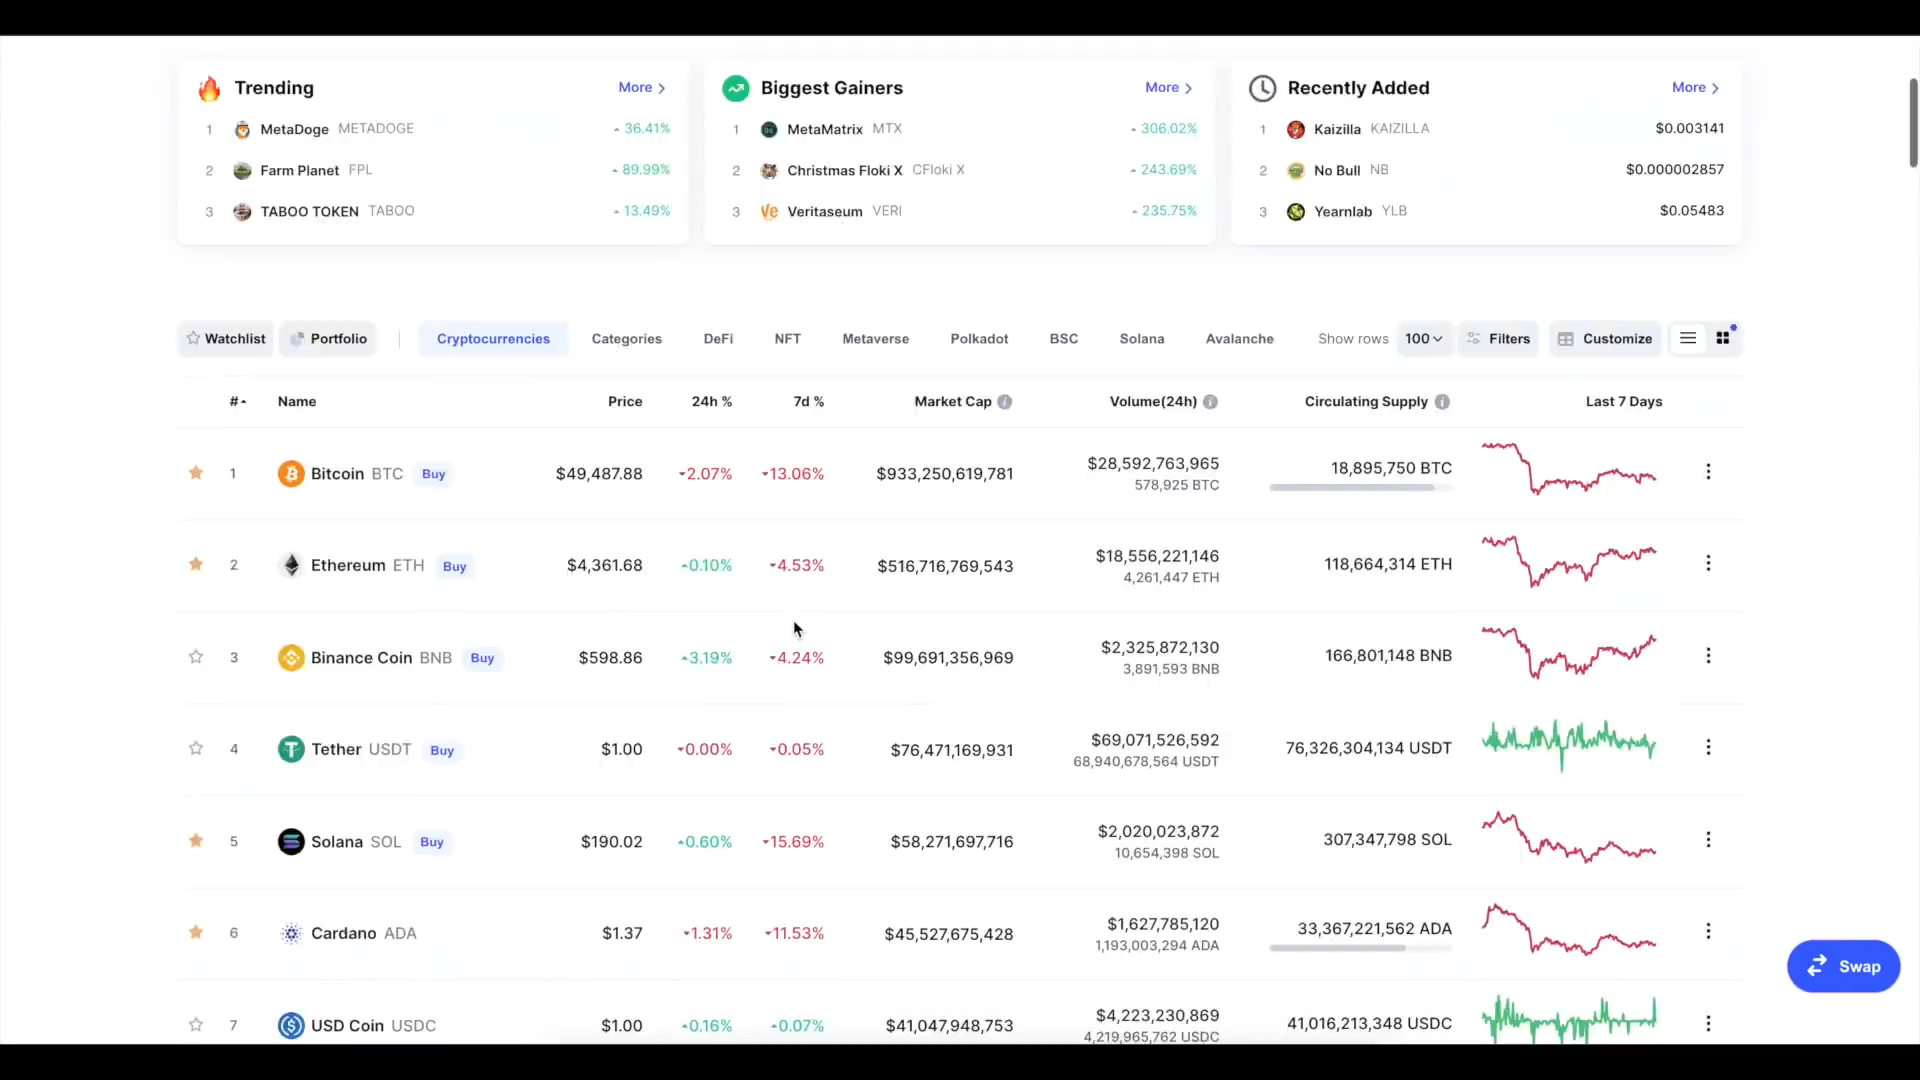 Trending More
1 MetaDoge METADOGE 36.41%
2 Farm Planet FPL 89.99%
3 TABOO TOKEN TABOO 13.49%
Biggest Gainers More
1 MetaMatrix MTX 306.02%
2 Christmas Floki X CFloki X 243.69%
3 Veritaseum VERI 235.75%
Recently Added More
1 Kaizilla KAIZILLA $0.003141
2 No Bull NB $0.000002857
3 Yearnlab YLB $0.05483
Watchlist Portfolio Cryptocurrencies Categories DeFi NFT Metaverse Polkadot BSC Solana Avalanche Show rows 100 Filters Customize
# Name Price 24h % 7d % Market Cap Volume(24h) Circulating Supply Last 7 Days
1 Bitcoin BTC Buy $49,487.88 2.07% 13.06% $933,250,619,781 $28,592,763,965 18,895,750 BTC
578,925 BTC
2 Ethereum ETH Buy $4,361.68 0.10% 4.53% $516,716,769,543 $18,556,221,146 118,664,314 ETH
4,261,447 ETH
3 Binance Coin BNB Buy $598.86 3.19% 4.24% $99,691,356,969 $2,325,872,130 166,801,148 BNB
3,891,593 BNB
4 Tether USDT Buy $1.00 0.00% 0.05% $76,471,169,931 $69,071,526,592 76,326,304,134 USDT
68,940,678,564 USDT
5 Solana SOL Buy $190.02 0.60% 15.69% $58,271,697,716 $2,020,023,872 307,347,798 SOL
10,654,398 SOL
6 Cardano ADA $1.37 1.31% 11.53% $45,527,675,428 $1,627,785,120 33,367,221,562 ADA
1,193,003,294 ADA
Swap
7 USD Coin USDC $1.00 0.16% 0.07% $41,047,948,753 $4,223,230,869 41,016,213,348 USDC
4,219,965,762 USDC